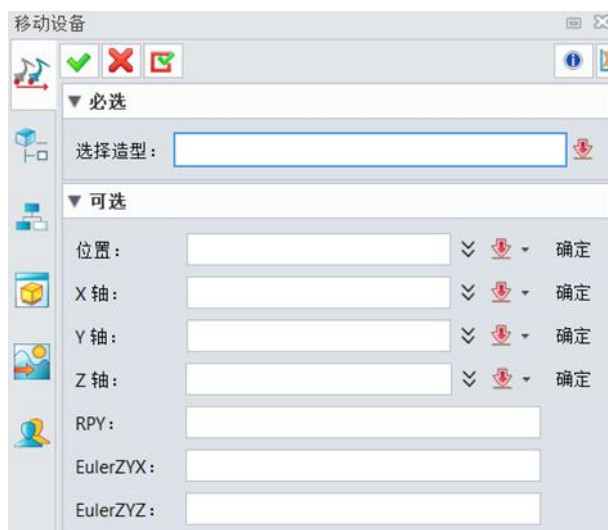 移动设备
必选
选择造型：
可选
位置： 确定
X 轴： 确定
Y 轴： 确定
Z 轴： 确定
RPY：
EulerZYX：
EulerZYZ：